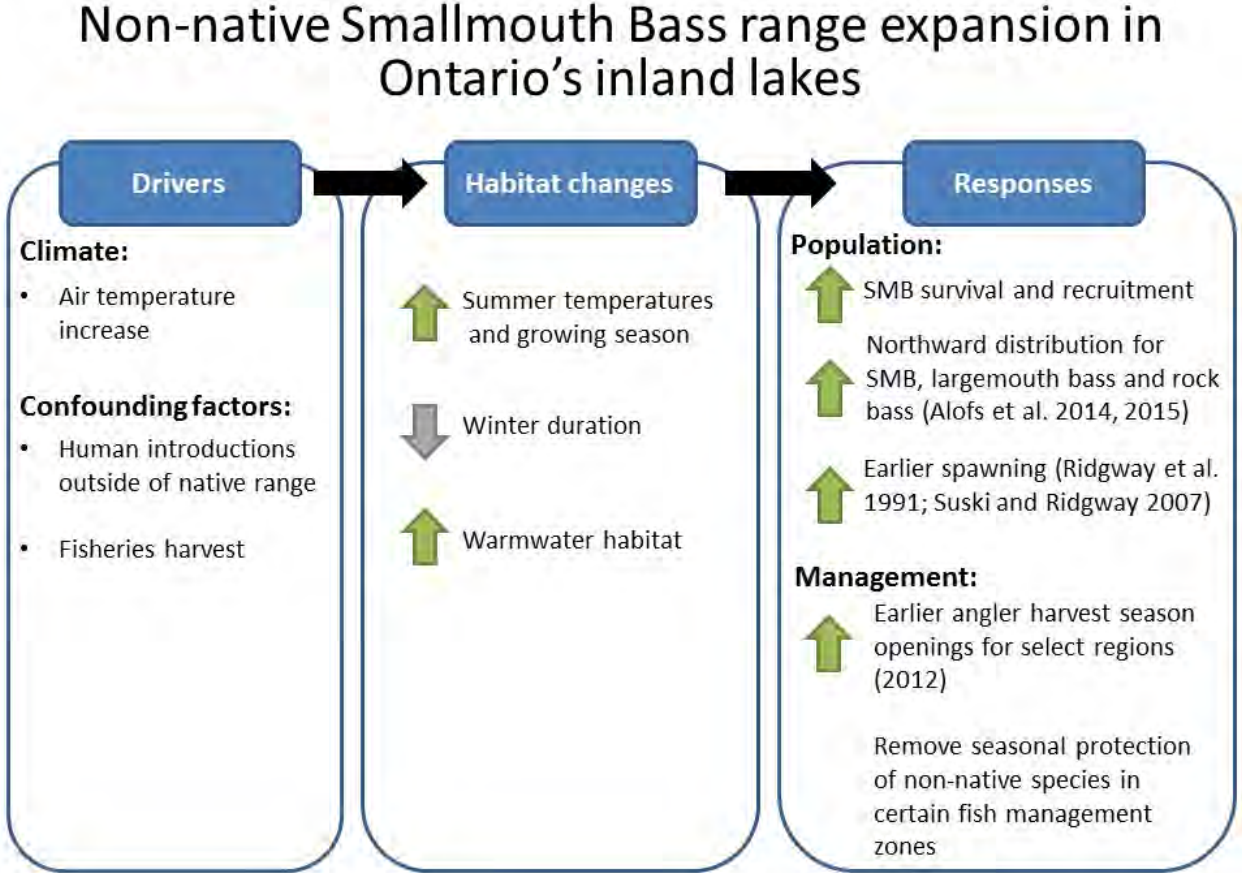 Non-native Smallmouth Bass range expansion in
Ontario's inland lakes
Drivers
Climate:
• Air temperature
increase
Confounding factors:
• Human introductions
outside of native range
• Fisheries harvest
Habitat changes
Summer temperatures
and growing season
Winter duration
Warmwater habitat
Responses
Population:
SMB survival and recruitment
Northward distribution for
SMB, largemouth bass and rock
bass (Alofs et al. 2014, 2015)
Earlier spawning (Ridgway et al.
1991; Suski and Ridgway 2007)
Management:
Earlier angler harvest season
openings for select regions
(2012)
Remove seasonal protection
of non-native species in
certain fish management
zones